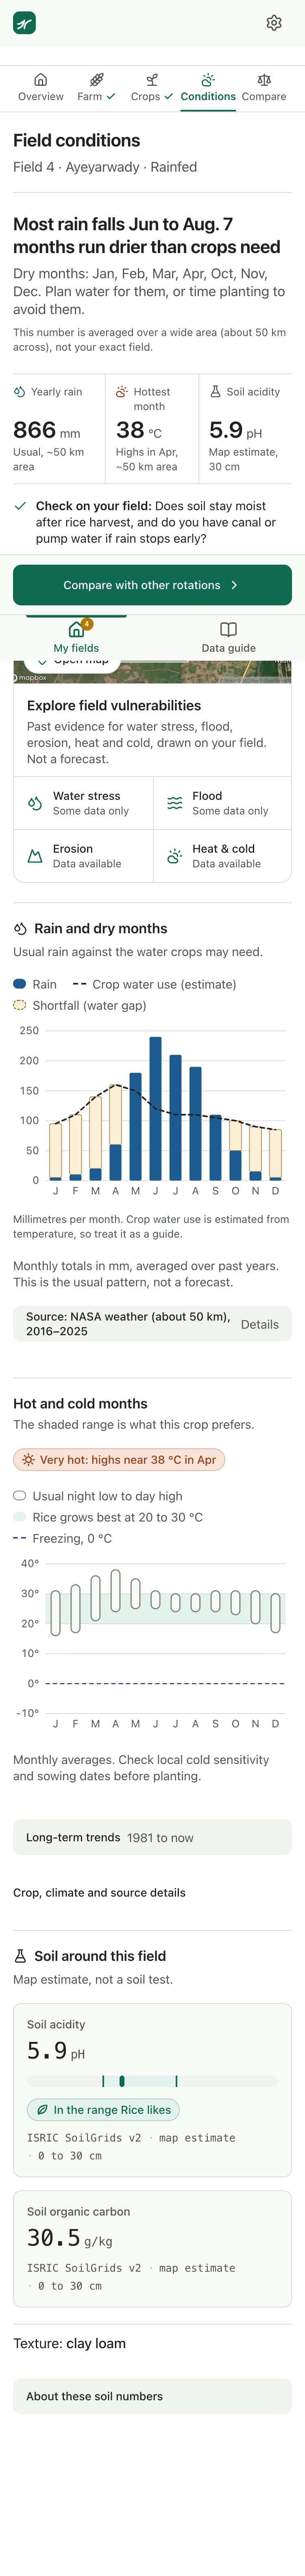 Overview
Farm
Crops
Conditions
Compare
Field conditions
Field 4 · Ayeyarwady · Rainfed
Most rain falls Jun to Aug. 7
months run drier than crops need
Dry months: Jan, Feb, Mar, Apr, Oct, Nov,
Dec. Plan water for them, or time planting to
avoid them.
This number is averaged over a wide area (about 50 km
across), not your exact field.
Yearly rain
866 mm
Usual, ~50 km
area
Hottest
month
38 °C
Highs in Apr,
~50 km area
Soil acidity
5.9 pH
Map estimate,
30 cm
Check on your field: Does soil stay moist
after rice harvest, and do you have canal or
pump water if rain stops early?
Compare with other rotations
4
My fields
Data guide
Open map
mapbox
Explore field vulnerabilities
Past evidence for water stress, flood,
erosion, heat and cold, drawn on your field.
Not a forecast.
Water stress
Some data only
Flood
Some data only
Erosion
Data available
Heat & cold
Data available
Rain and dry months
Usual rain against the water crops may need.
Rain
Crop water use (estimate)
Shortfall (water gap)
250
200
150
100
50
0
J F M A M J J A S O N D
Millimetres per month. Crop water use is estimated from
temperature, so treat it as a guide.
Monthly totals in mm, averaged over past years.
This is the usual pattern, not a forecast.
Source: NASA weather (about 50 km),
2016–2025
Details
Hot and cold months
The shaded range is what this crop prefers.
Very hot: highs near 38 °C in Apr
Usual night low to day high
Rice grows best at 20 to 30 °C
Freezing, 0 °C
40°
30°
20°
10°
0°
-10°
J F M A M J J A S O N D
Monthly averages. Check local cold sensitivity
and sowing dates before planting.
Long-term trends 1981 to now
Crop, climate and source details
Soil around this field
Map estimate, not a soil test.
Soil acidity
5.9 pH
In the range Rice likes
ISRIC SoilGrids v2 · map estimate
· 0 to 30 cm
Soil organic carbon
30.5 g/kg
ISRIC SoilGrids v2 · map estimate
· 0 to 30 cm
Texture: clay loam
About these soil numbers